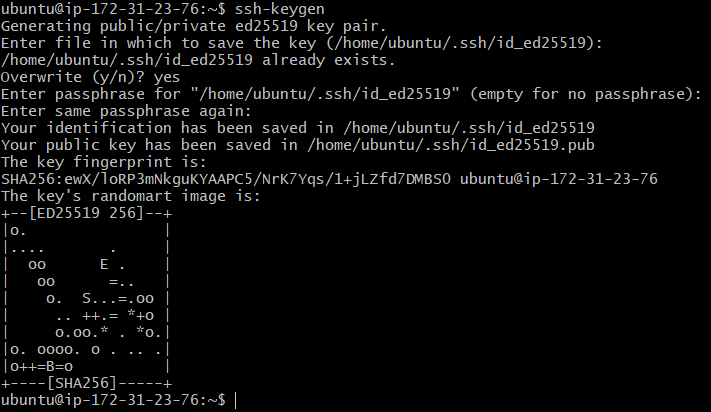 ubuntu@ip-172-31-23-76:~$ ssh-keygen
Generating public/private ed25519 key pair.
Enter file in which to save the key (/home/ubuntu/.ssh/id_ed25519):
/home/ubuntu/.ssh/id_ed25519 already exists.
Overwrite (y/n)? yes
Enter passphrase for "/home/ubuntu/.ssh/id_ed25519" (empty for no passphrase):
Enter same passphrase again:
Your identification has been saved in /home/ubuntu/.ssh/id_ed25519
Your public key has been saved in /home/ubuntu/.ssh/id_ed25519.pub
The key fingerprint is:
SHA256:ewX/loRP3mNkguKYAAPC5/NrK7Yqs/1+jLZfd7DMBS0 ubuntu@ip-172-31-23-76
The key's randomart image is:
+--[ED25519 256]--+
|o.               |
|....       .     |
|  oo      E .    |
|   oo      =..   |
|    o.  S...=.oo |
|     .. ++.= *+o |
|     o.oo.* . *o.|
|o. oooo. o . .. .|
|o++=B=o          |
+----[SHA256]-----+
ubuntu@ip-172-31-23-76:~$